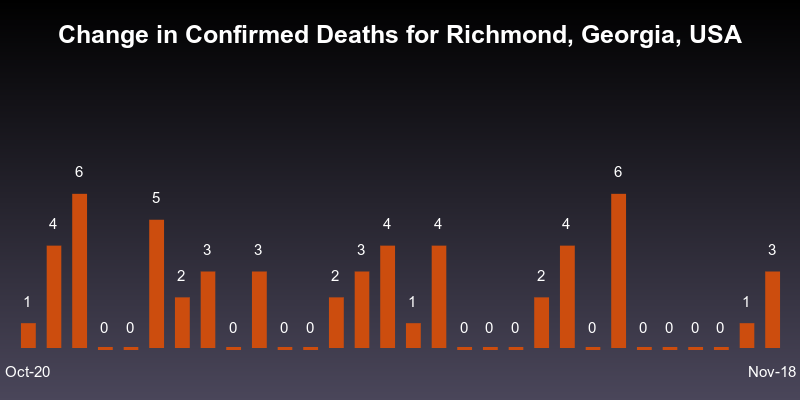 Change in Confirmed Deaths for Richmond, Georgia, USA
1 4 6 0 0 5 2 3 0 3 0 0 2 3 4 1 4 0 0 0 2 4 0 6 0 0 0 0 1 3
Oct-20 Nov-18